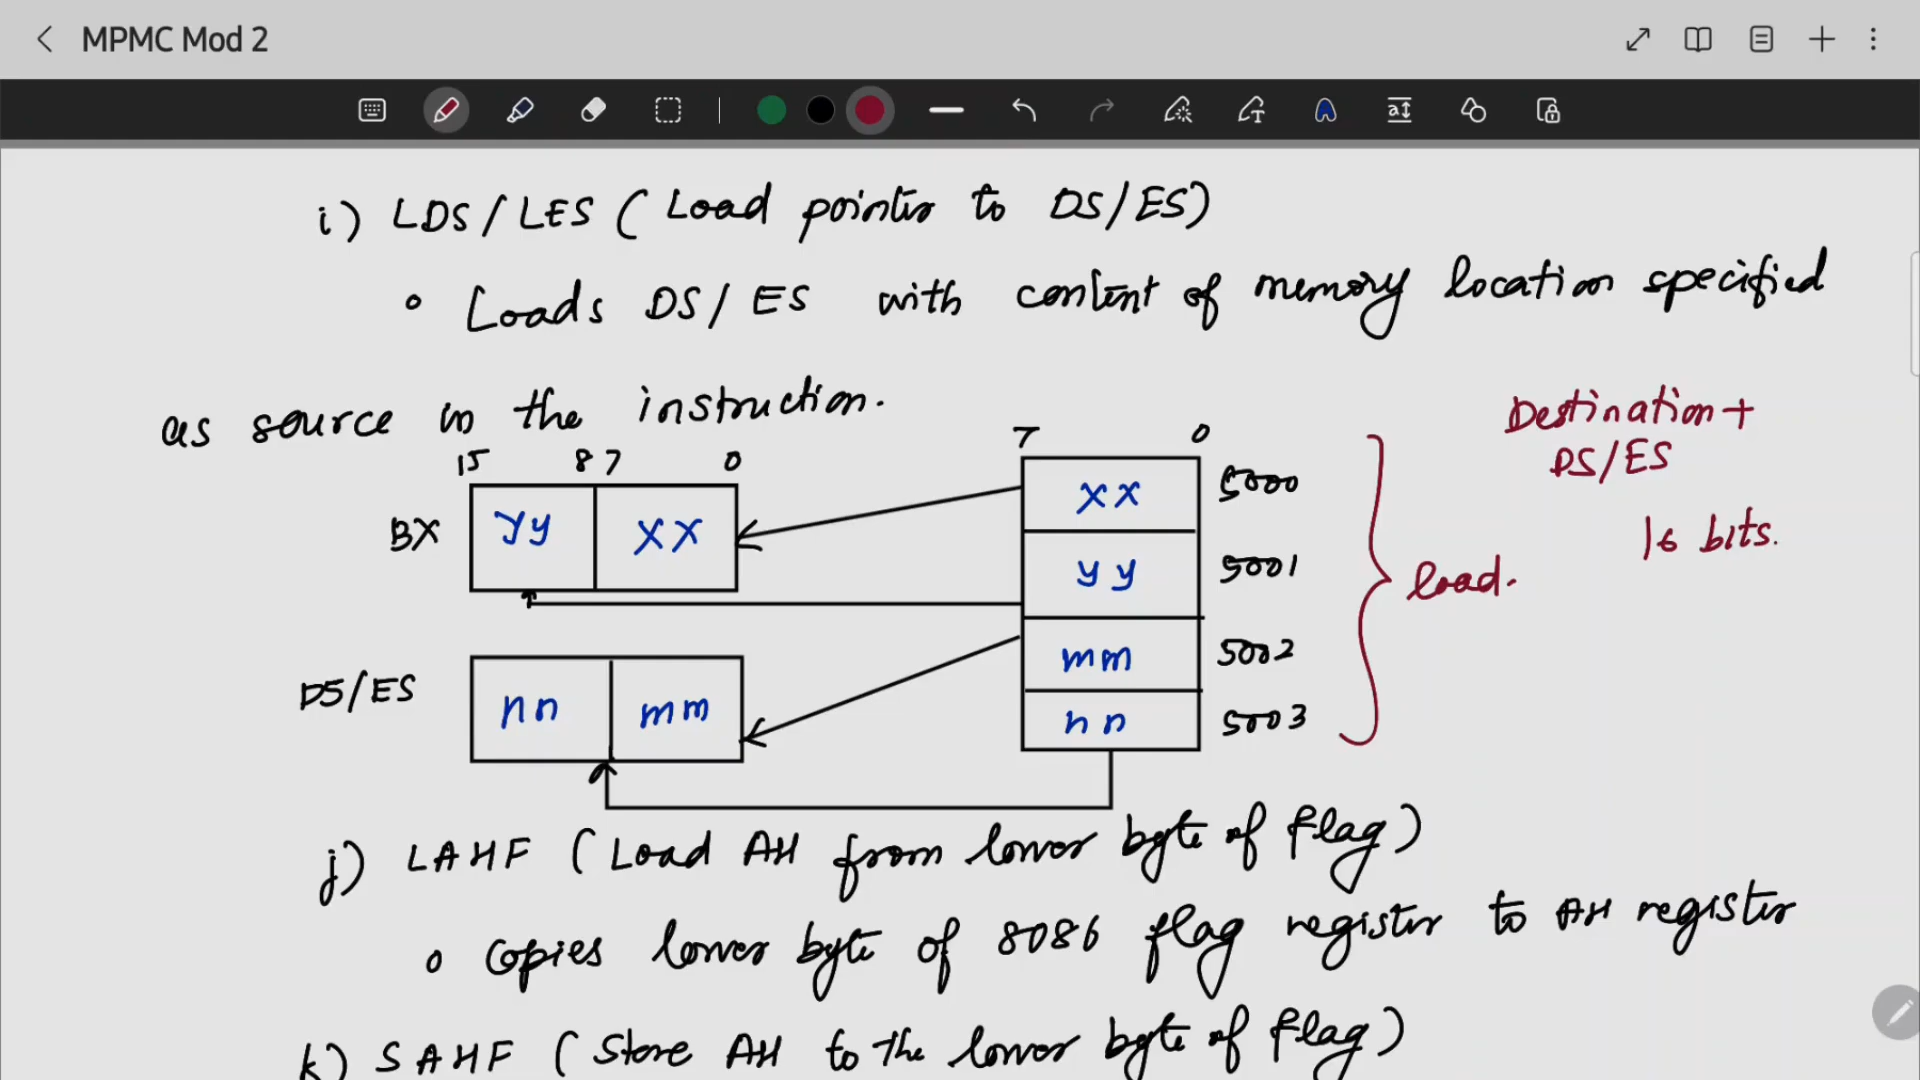 MPMC Mod 2
i) LDS/LES (Load pointer to DS/ES)
• Loads DS/ES with content of memory location specified
as source in the instruction.
Destination +
DS/ES
16 bits.
15 8 7 0
7 0
BX yy XX
XX 5000
yy 5001
load.
DS/ES nn mm
mm 5002
nn 5003
j) LAHF (Load AH from lower byte of flag)
o copies lower byte of 8086 flag register to AH register
k) SAHF (Store AH to the lower byte of flag)